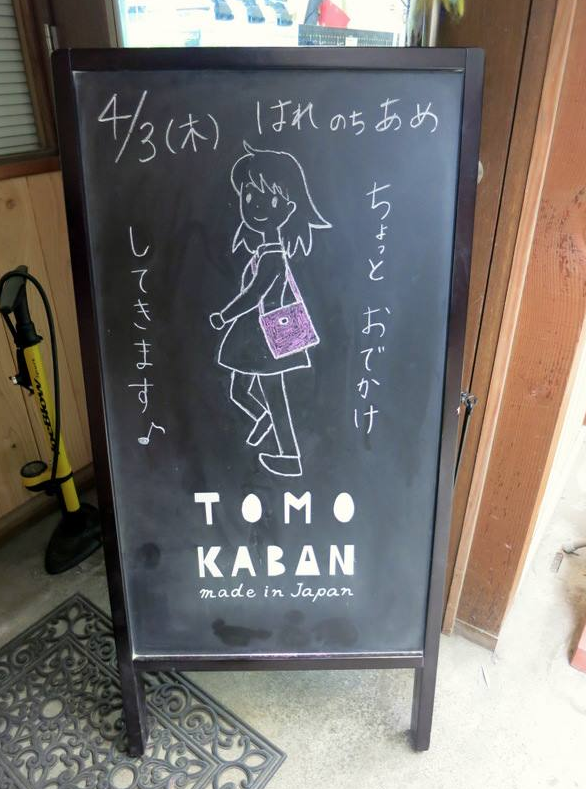 4/3(木) はれ のち あめ
ちょっと おでかけ
してきます♪
TOMO
KABAN
made in Japan